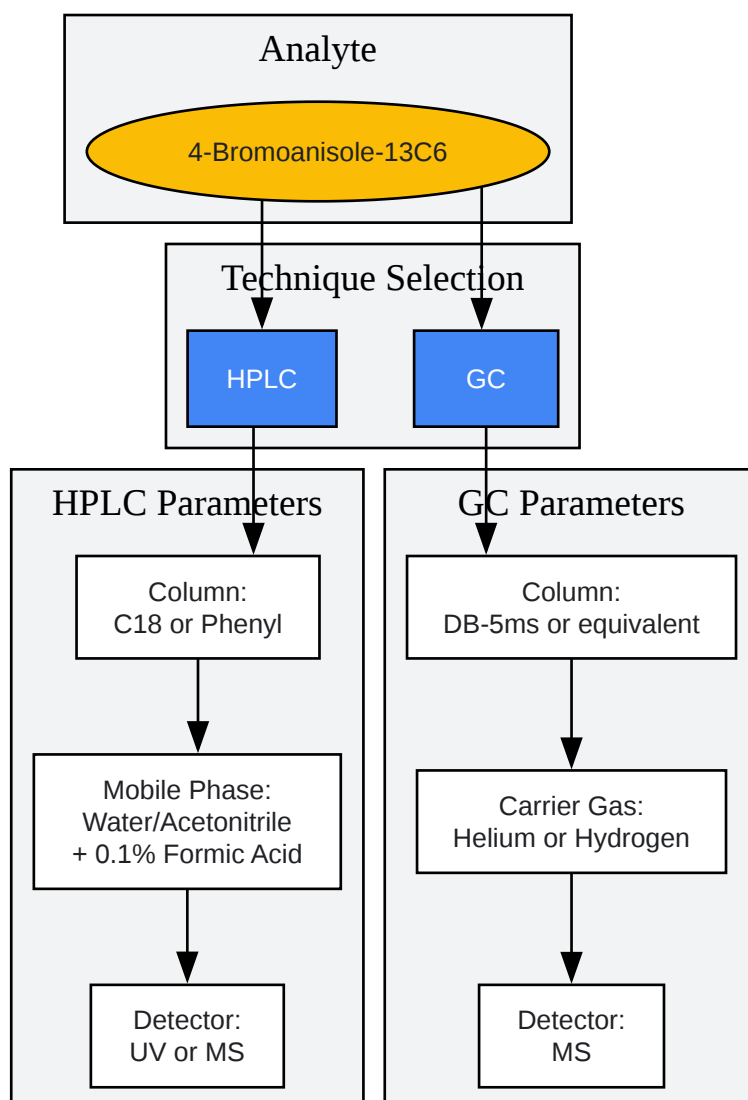 Analyte
4-Bromoanisole-13C6
Technique Selection
HPLC
GC
HPLC Parameters
Column:
C18 or Phenyl
Mobile Phase:
Water/Acetonitrile
+ 0.1% Formic Acid
Detector:
UV or MS
GC Parameters
Column:
DB-5ms or equivalent
Carrier Gas:
Helium or Hydrogen
Detector:
MS